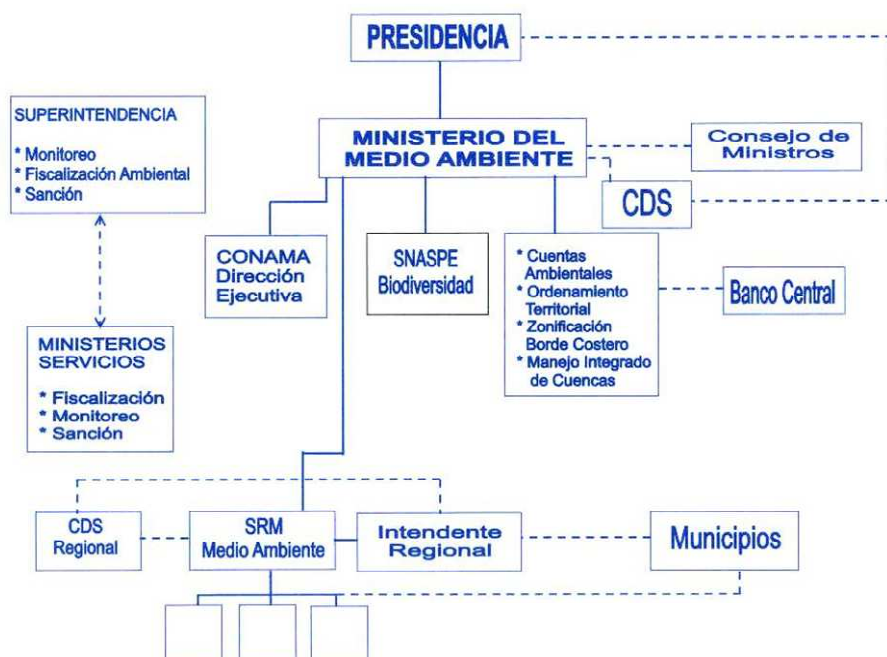 PRESIDENCIA
SUPERINTENDENCIA
* Monitoreo
* Fiscalización Ambiental
* Sanción
MINISTERIO DEL
MEDIO AMBIENTE
Consejo de
Ministros
CDS
CONAMA
Dirección
Ejecutiva
SNASPE
Biodiversidad
* Cuentas
Ambientales
* Ordenamiento
Territorial
* Zonificación
Borde Costero
* Manejo Integrado
de Cuencas
Banco Central
MINISTERIOS
SERVICIOS
* Fiscalización
* Monitoreo
* Sanción
CDS
Regional
SRM
Medio Ambiente
Intendente
Regional
Municipios